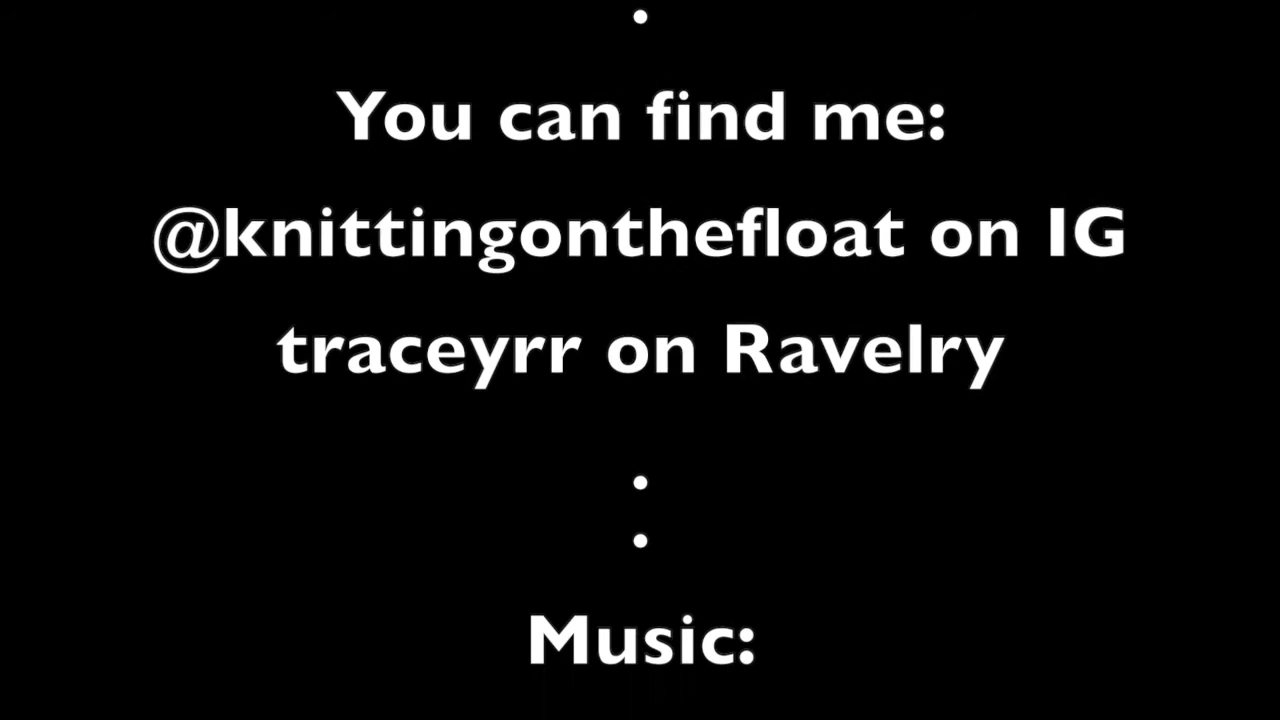 •
You can find me:
@knittingonthefloat on IG
traceyrr on Ravelry
•
•
Music: